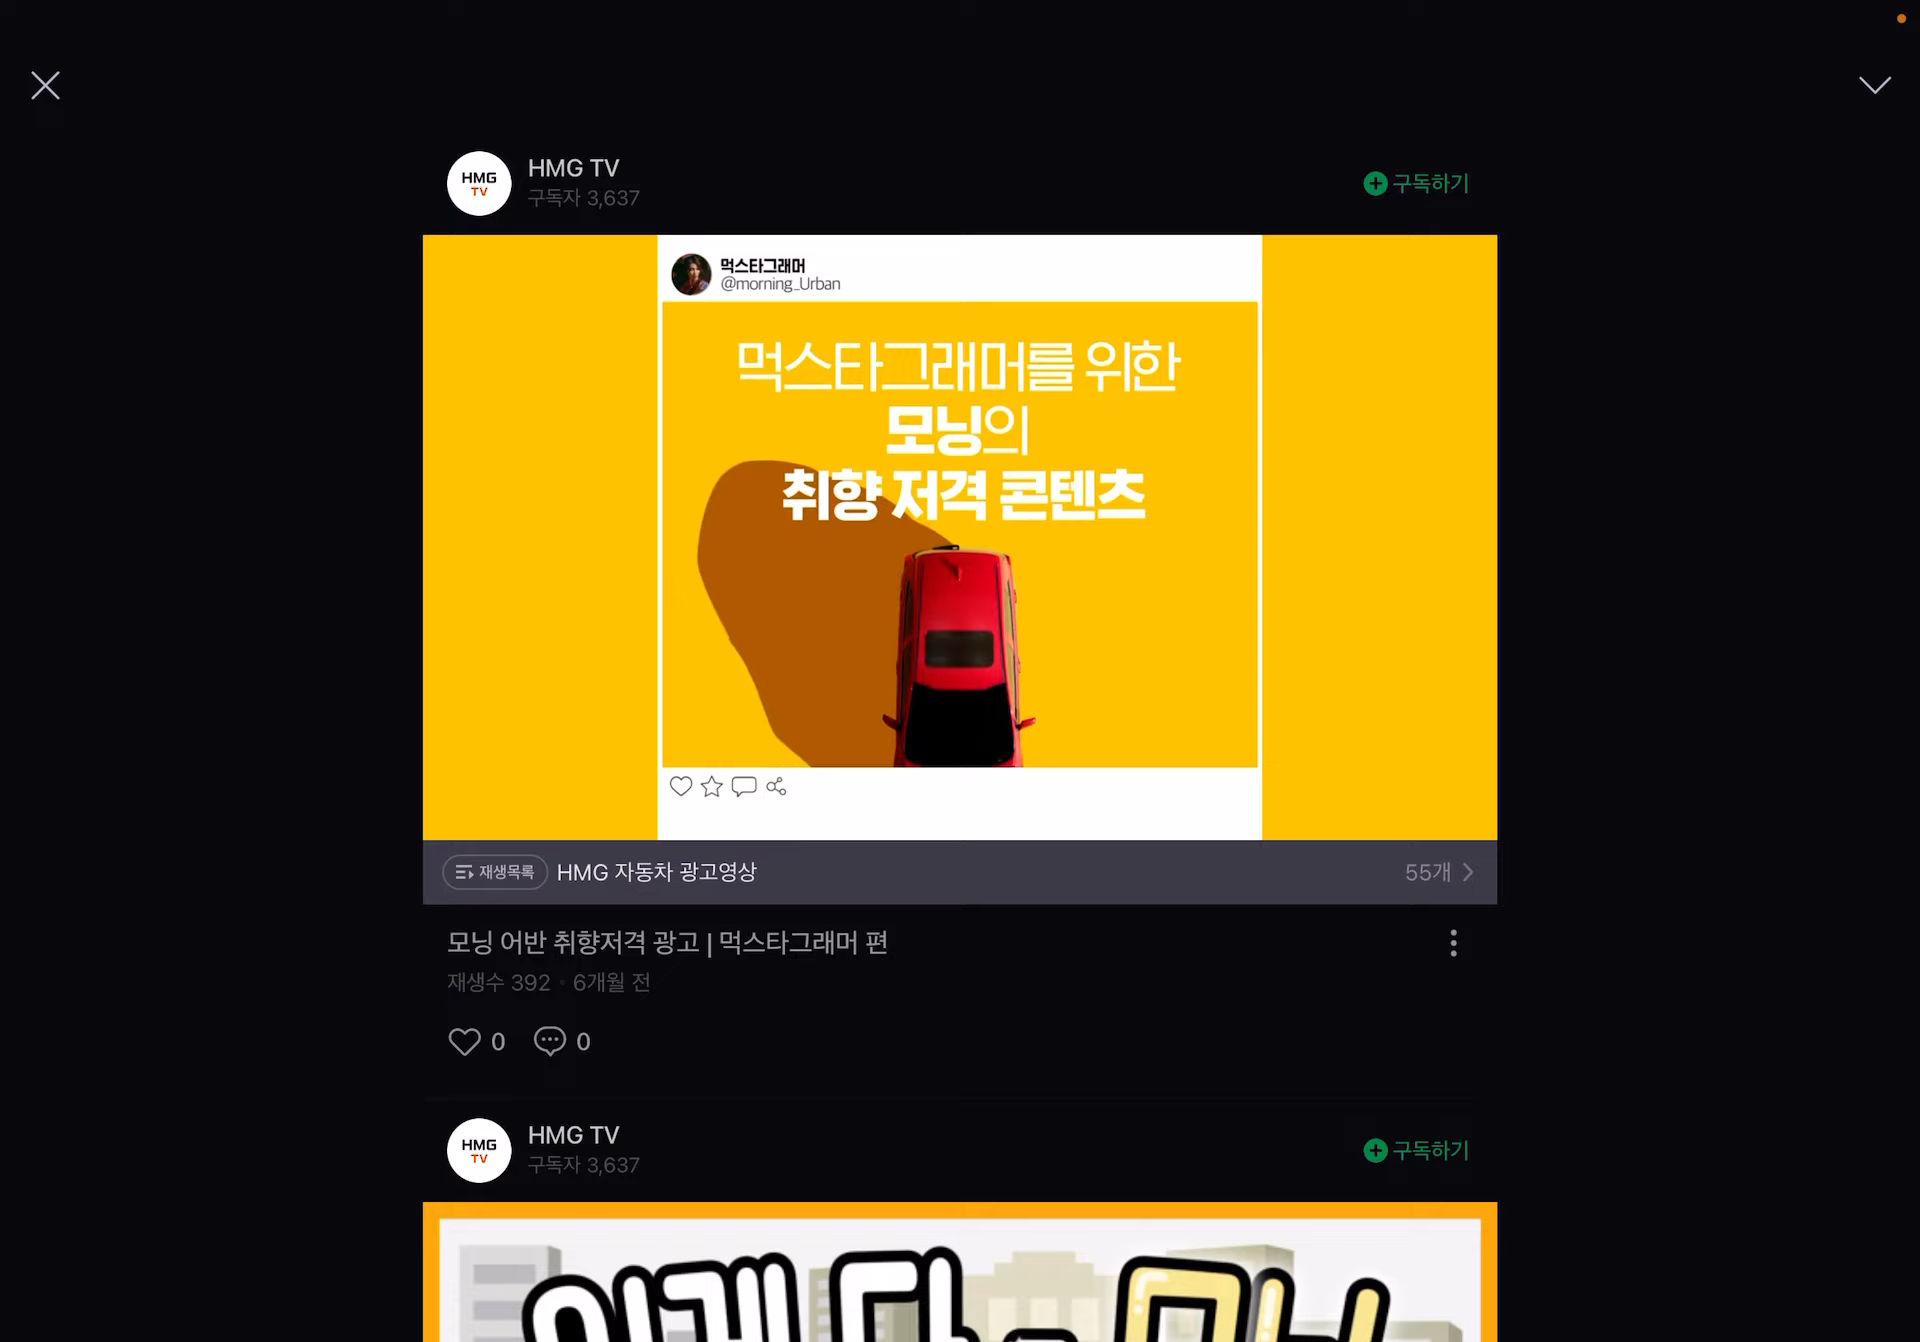 HMG TV
HMG TV
구독자 3,637
구독하기
먹스타그래머
@morning_Urban
먹스타그래머를 위한
모닝의
취향 저격 콘텐츠
재생목록 HMG 자동차 광고영상 55개
모닝 어반 취향저격 광고 | 먹스타그래머 편
재생수 392 · 6개월 전
0 0
HMG TV
HMG TV
구독자 3,637
구독하기